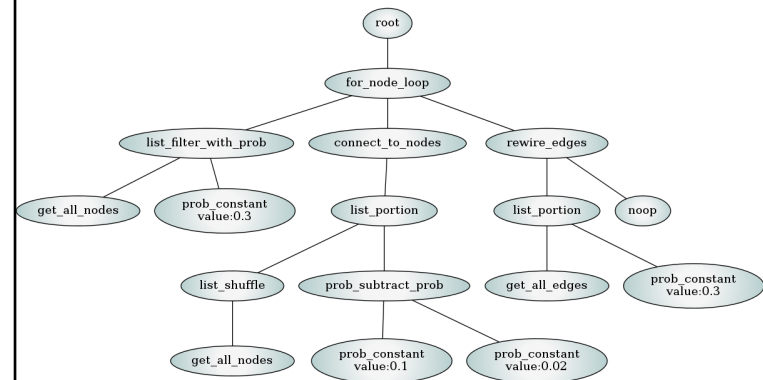 root
for_node_loop
list_filter_with_prob
connect_to_nodes
rewire_edges
get_all_nodes
prob_constant
value:0.3
list_portion
list_portion
noop
list_shuffle
prob_subtract_prob
get_all_edges
prob_constant
value:0.3
get_all_nodes
prob_constant
value:0.1
prob_constant
value:0.02